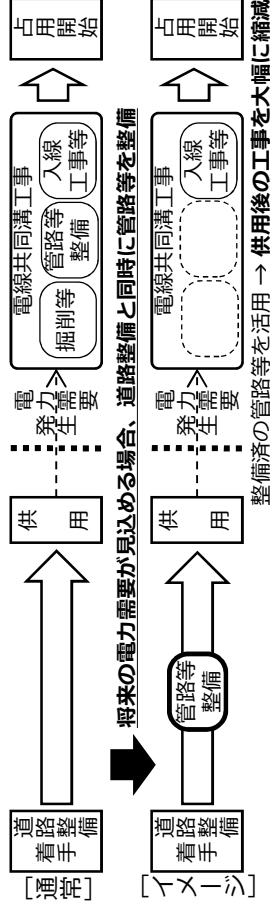 [通常]
道路整備
着手
供用
電力需要
発生
電線共同溝工事
掘削等
管路等
整備
入線
工事等
占用
開始
将来の電力需要が見込める場合、道路整備と同時に管路等を整備
[イメージ]
道路整備
着手
管路等
整備
供用
電力需要
発生
電線共同溝工事
入線
工事等
占用
開始
整備済の管路等を活用 → 供用後の工事を大幅に縮減